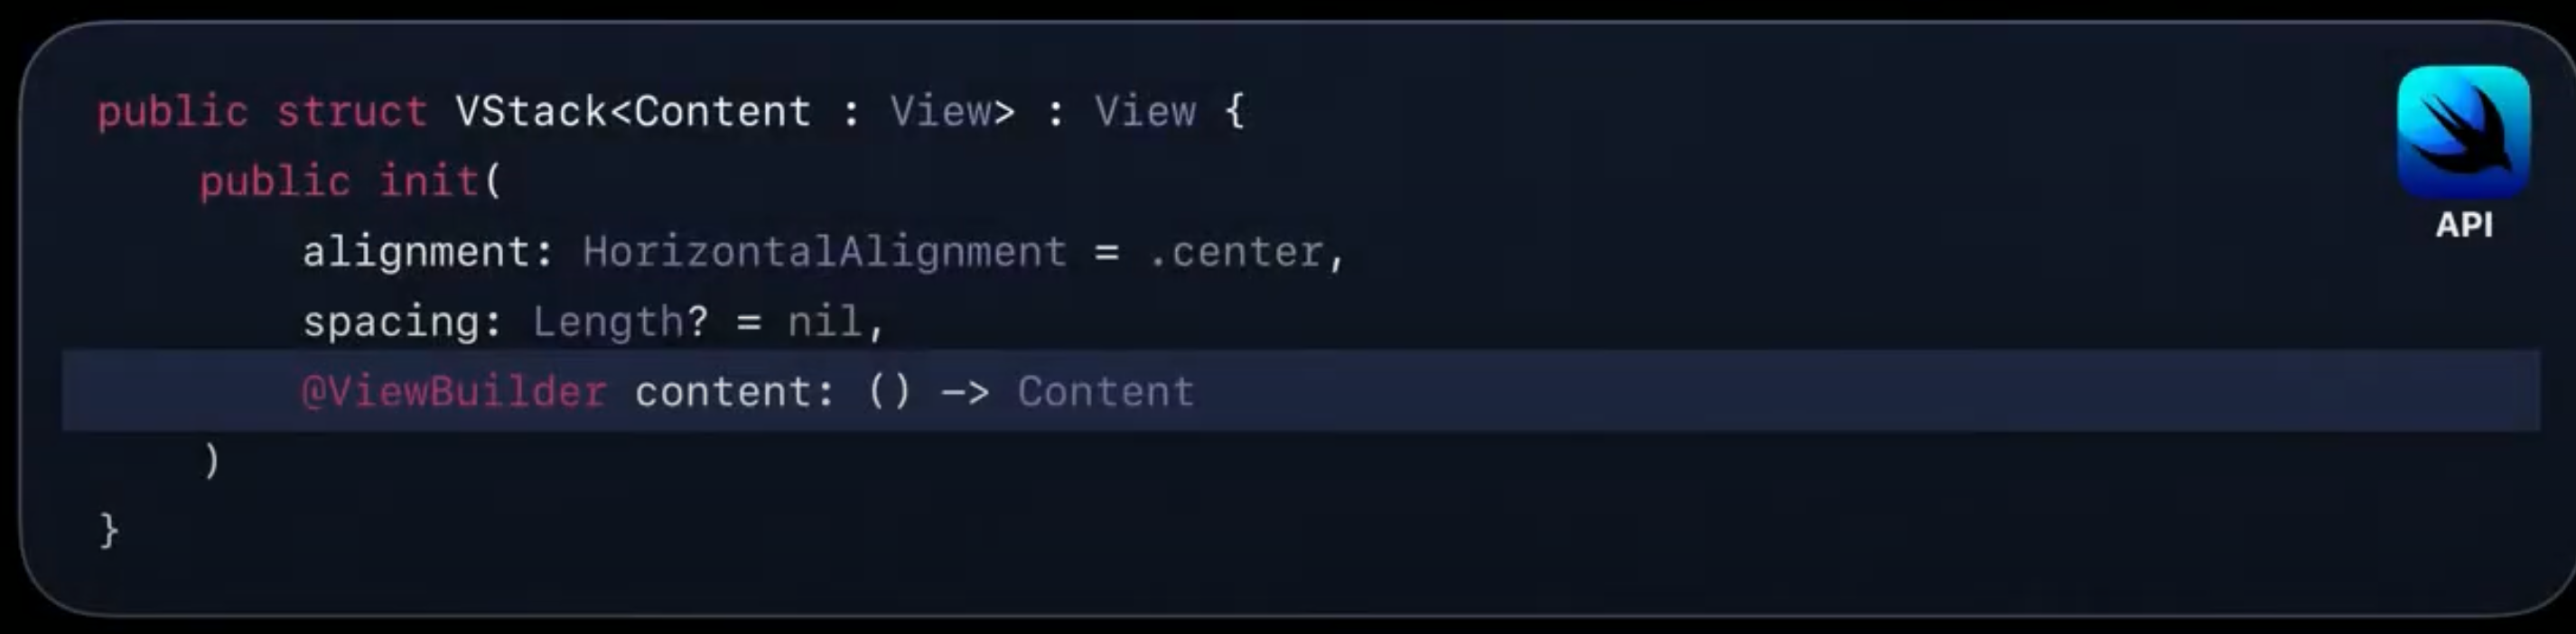 public struct VStack<Content : View> : View {
public init(
alignment: HorizontalAlignment = .center,
spacing: Length? = nil,
@ViewBuilder content: () -> Content
)
}
API